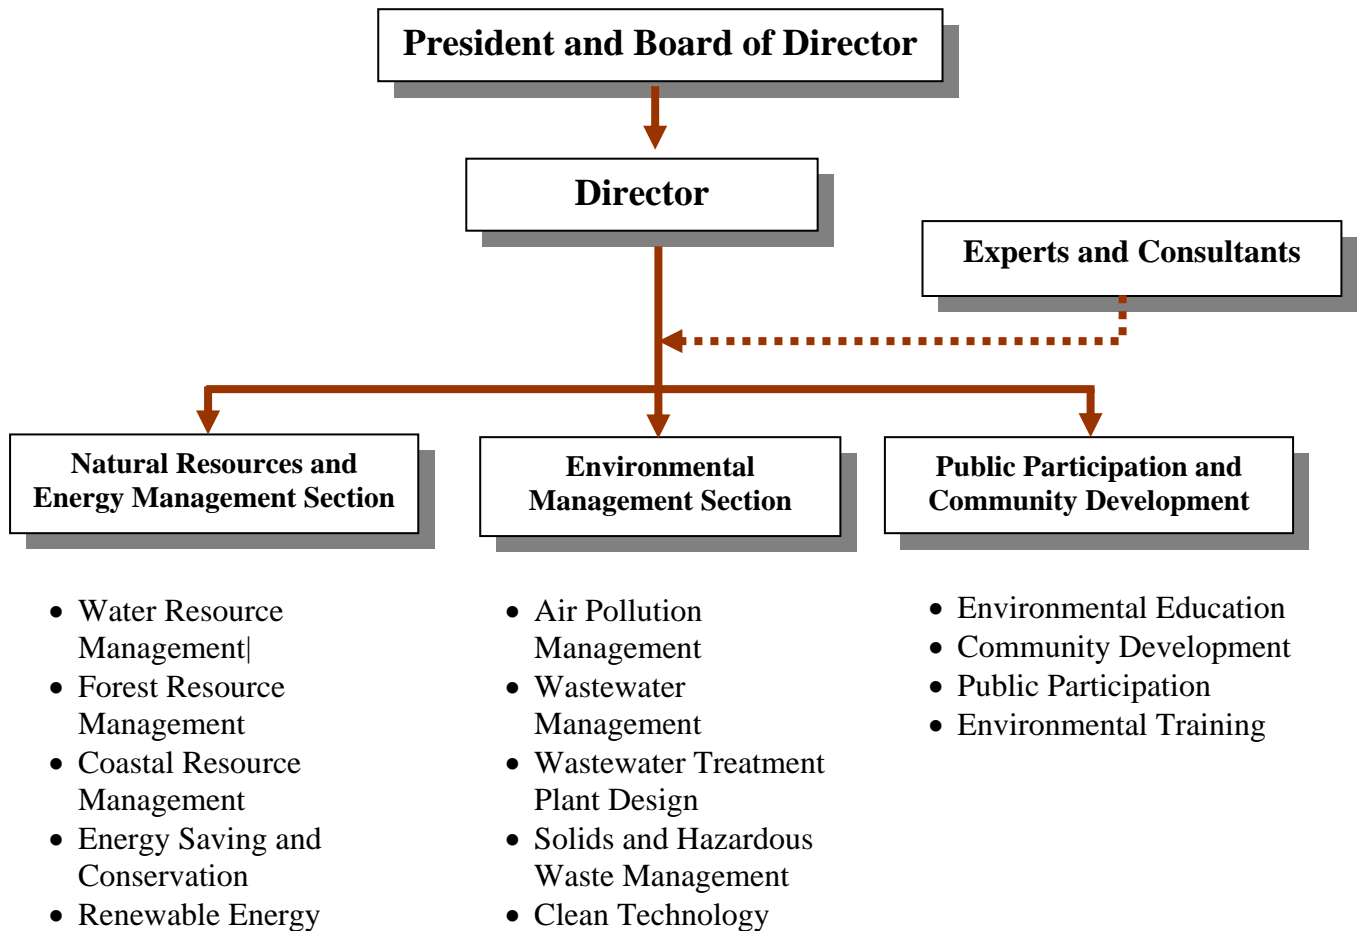 President and Board of Director
Director
Experts and Consultants
Natural Resources and
Energy Management Section
Environmental
Management Section
Public Participation and
Community Development
• Water Resource
Management|
• Forest Resource
Management
• Coastal Resource
Management
• Energy Saving and
Conservation
• Renewable Energy
• Air Pollution
Management
• Wastewater
Management
• Wastewater Treatment
Plant Design
• Solids and Hazardous
Waste Management
• Clean Technology
• Environmental Education
• Community Development
• Public Participation
• Environmental Training